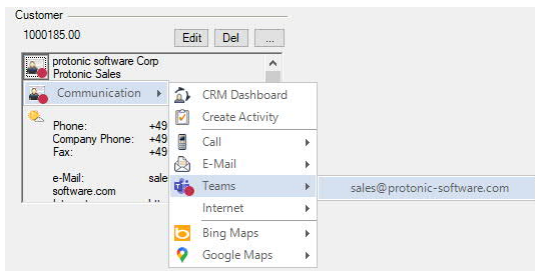 Customer
1000185.00
Edit
Del
...
protonic software Corp
Protonic Sales
Communication
Phone: +49
Company Phone: +49
Fax: +49
e-Mail: sale
software.com
CRM Dashboard
Create Activity
Call
E-Mail
Teams
sales@protonic-software.com
Internet
Bing Maps
Google Maps